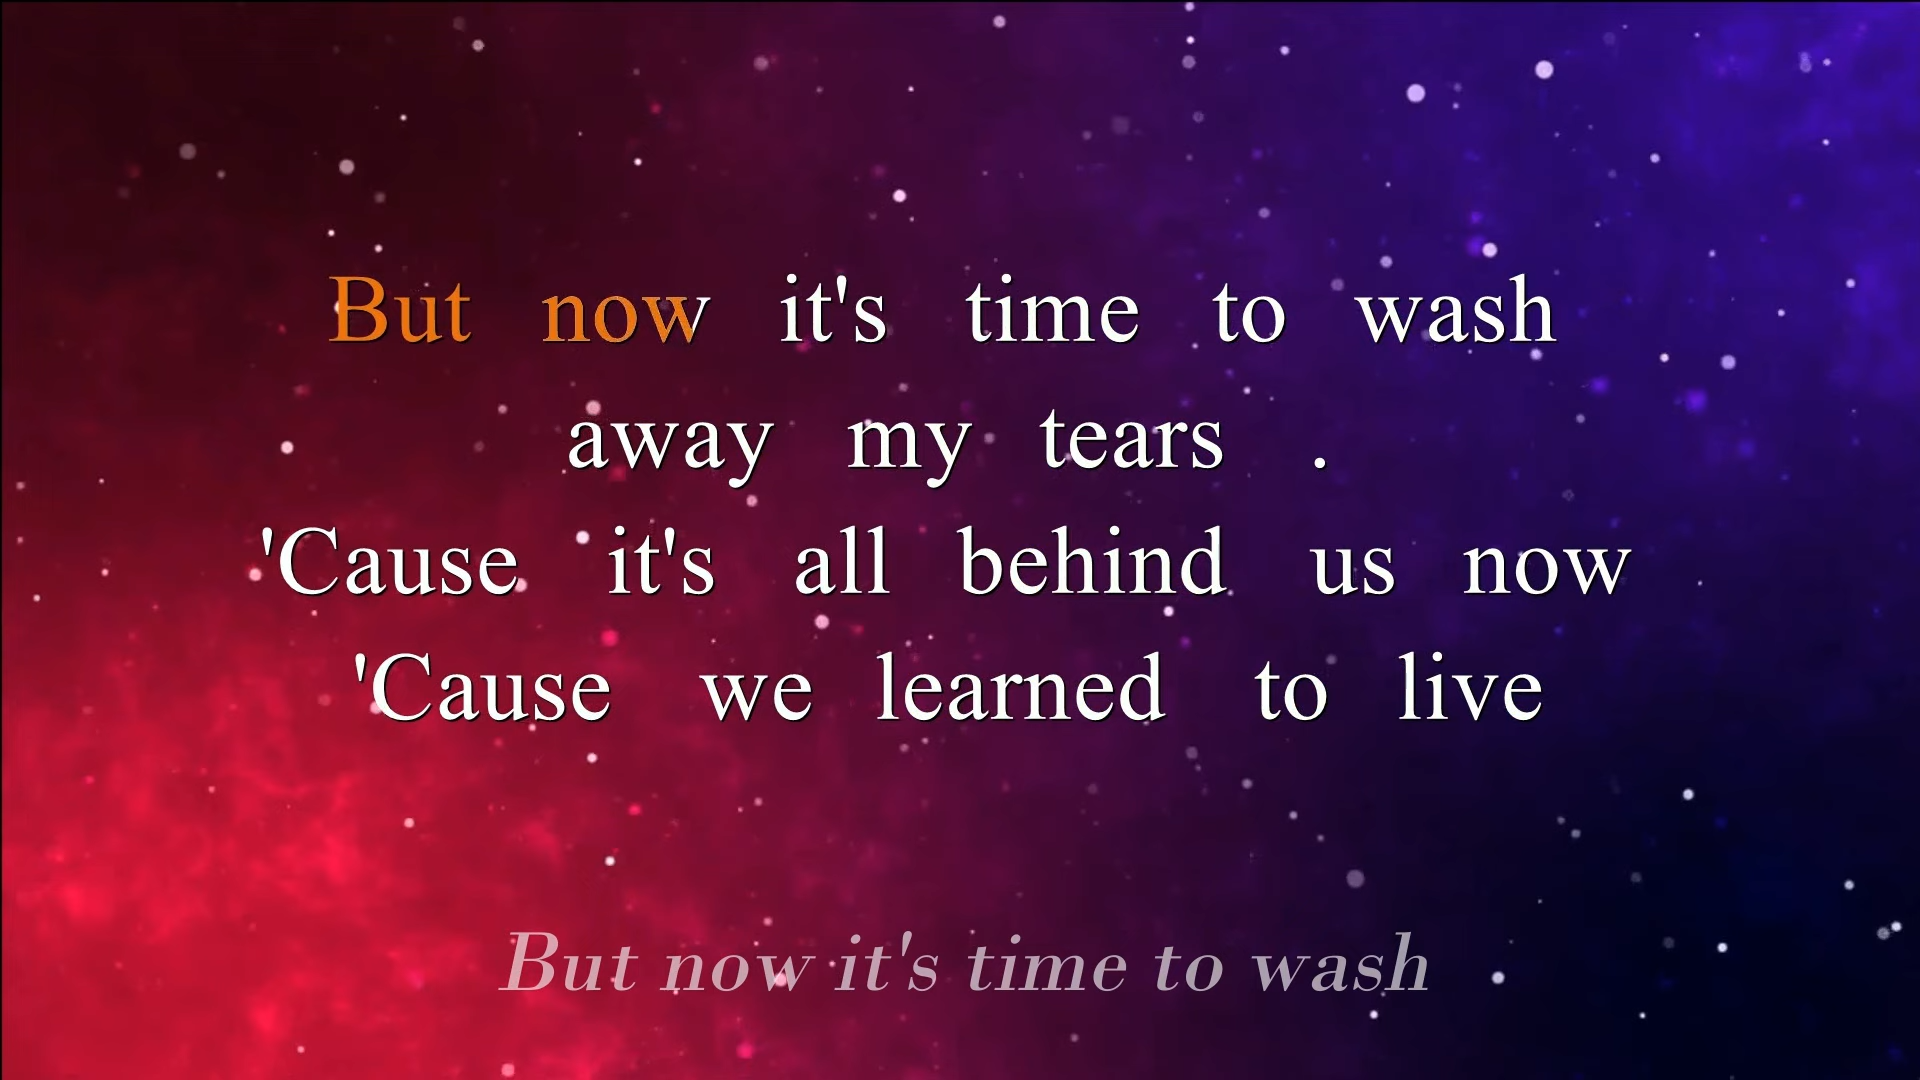 But now it's time to wash
away my tears .
'Cause it's all behind us now
'Cause we learned to live
But now it's time to wash